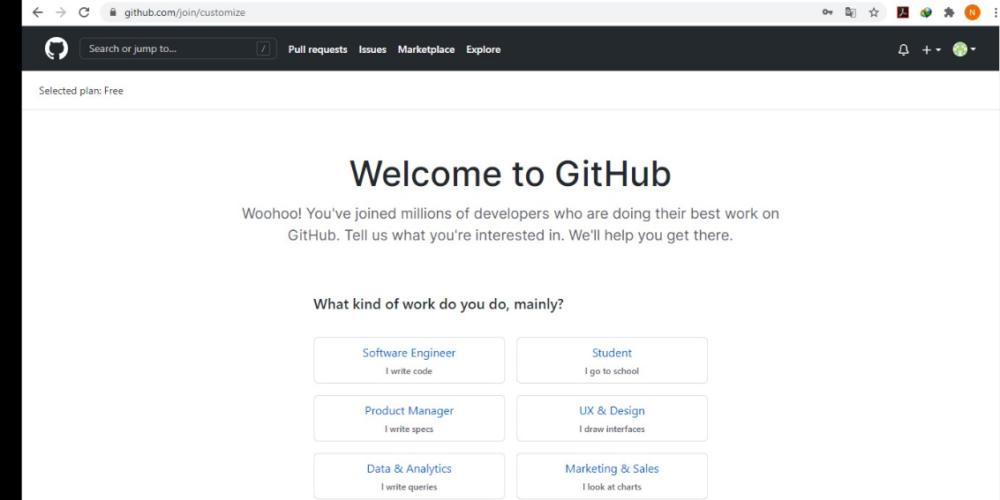 github.com/join/customize
N
Search or jump to... /
Pull requests Issues Marketplace Explore
Selected plan: Free
Welcome to GitHub
Woohoo! You've joined millions of developers who are doing their best work on
GitHub. Tell us what you're interested in. We'll help you get there.
What kind of work do you do, mainly?
Software Engineer
I write code
Student
I go to school
Product Manager
I write specs
UX & Design
I draw interfaces
Data & Analytics
I write queries
Marketing & Sales
I look at charts